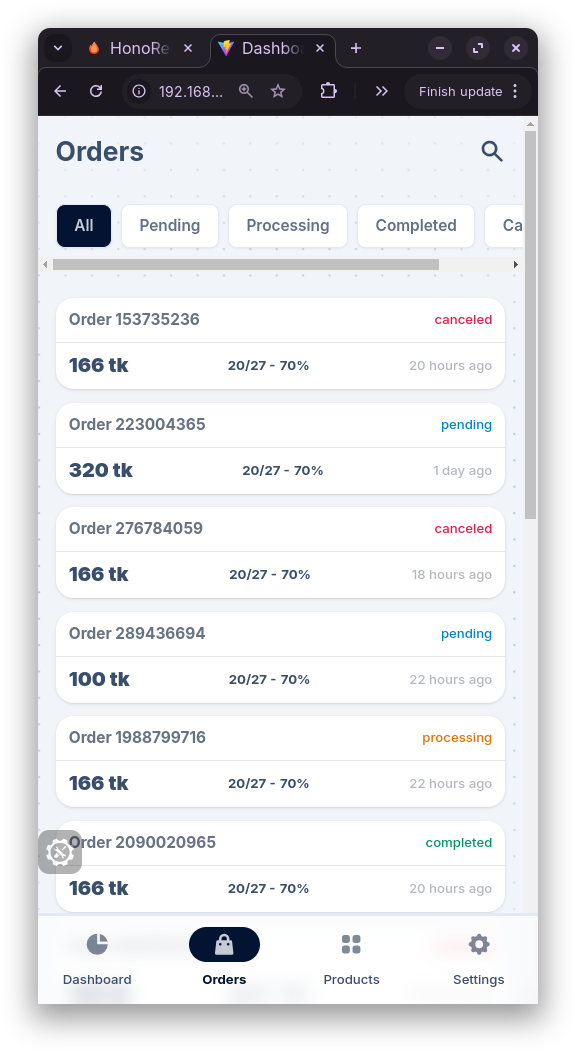 HonoRe
Dashbo
192.168...
Finish update
Orders
All
Pending
Processing
Completed
Ca
Order 153735236
canceled
166 tk
20/27 - 70%
20 hours ago
Order 223004365
pending
320 tk
20/27 - 70%
1 day ago
Order 276784059
canceled
166 tk
20/27 - 70%
18 hours ago
Order 289436694
pending
100 tk
20/27 - 70%
22 hours ago
Order 1988799716
processing
166 tk
20/27 - 70%
22 hours ago
Order 2090020965
completed
166 tk
20/27 - 70%
20 hours ago
Dashboard
Orders
Products
Settings